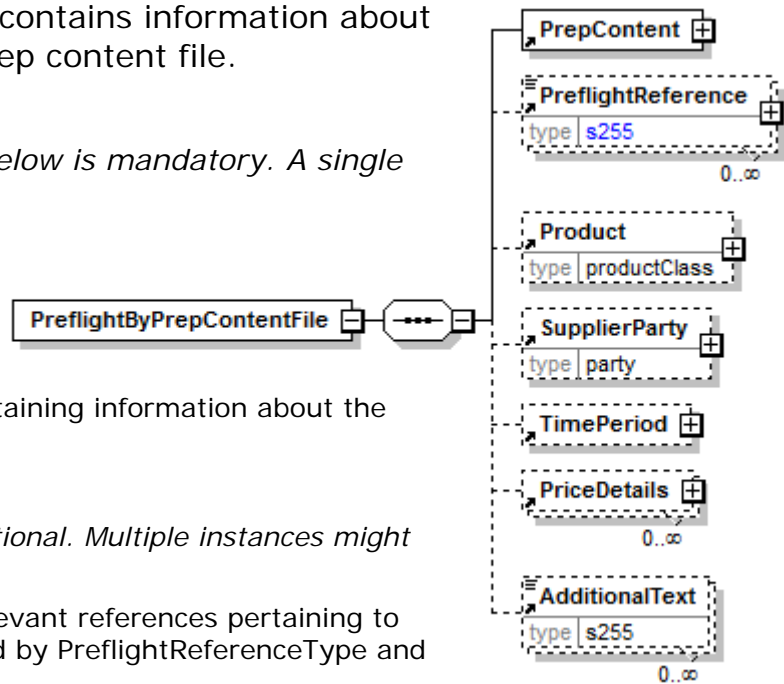 contains information about
ep content file.
elow is mandatory. A single
taining information about the
tional. Multiple instances might
evant references pertaining to
d by PreflightReferenceType and
PreflightByPrepContentFile
PrepContent
PreflightReference
type s255
0..∞
Product
type productClass
SupplierParty
type party
TimePeriod
PriceDetails
0..∞
AdditionalText
type s255
0..∞